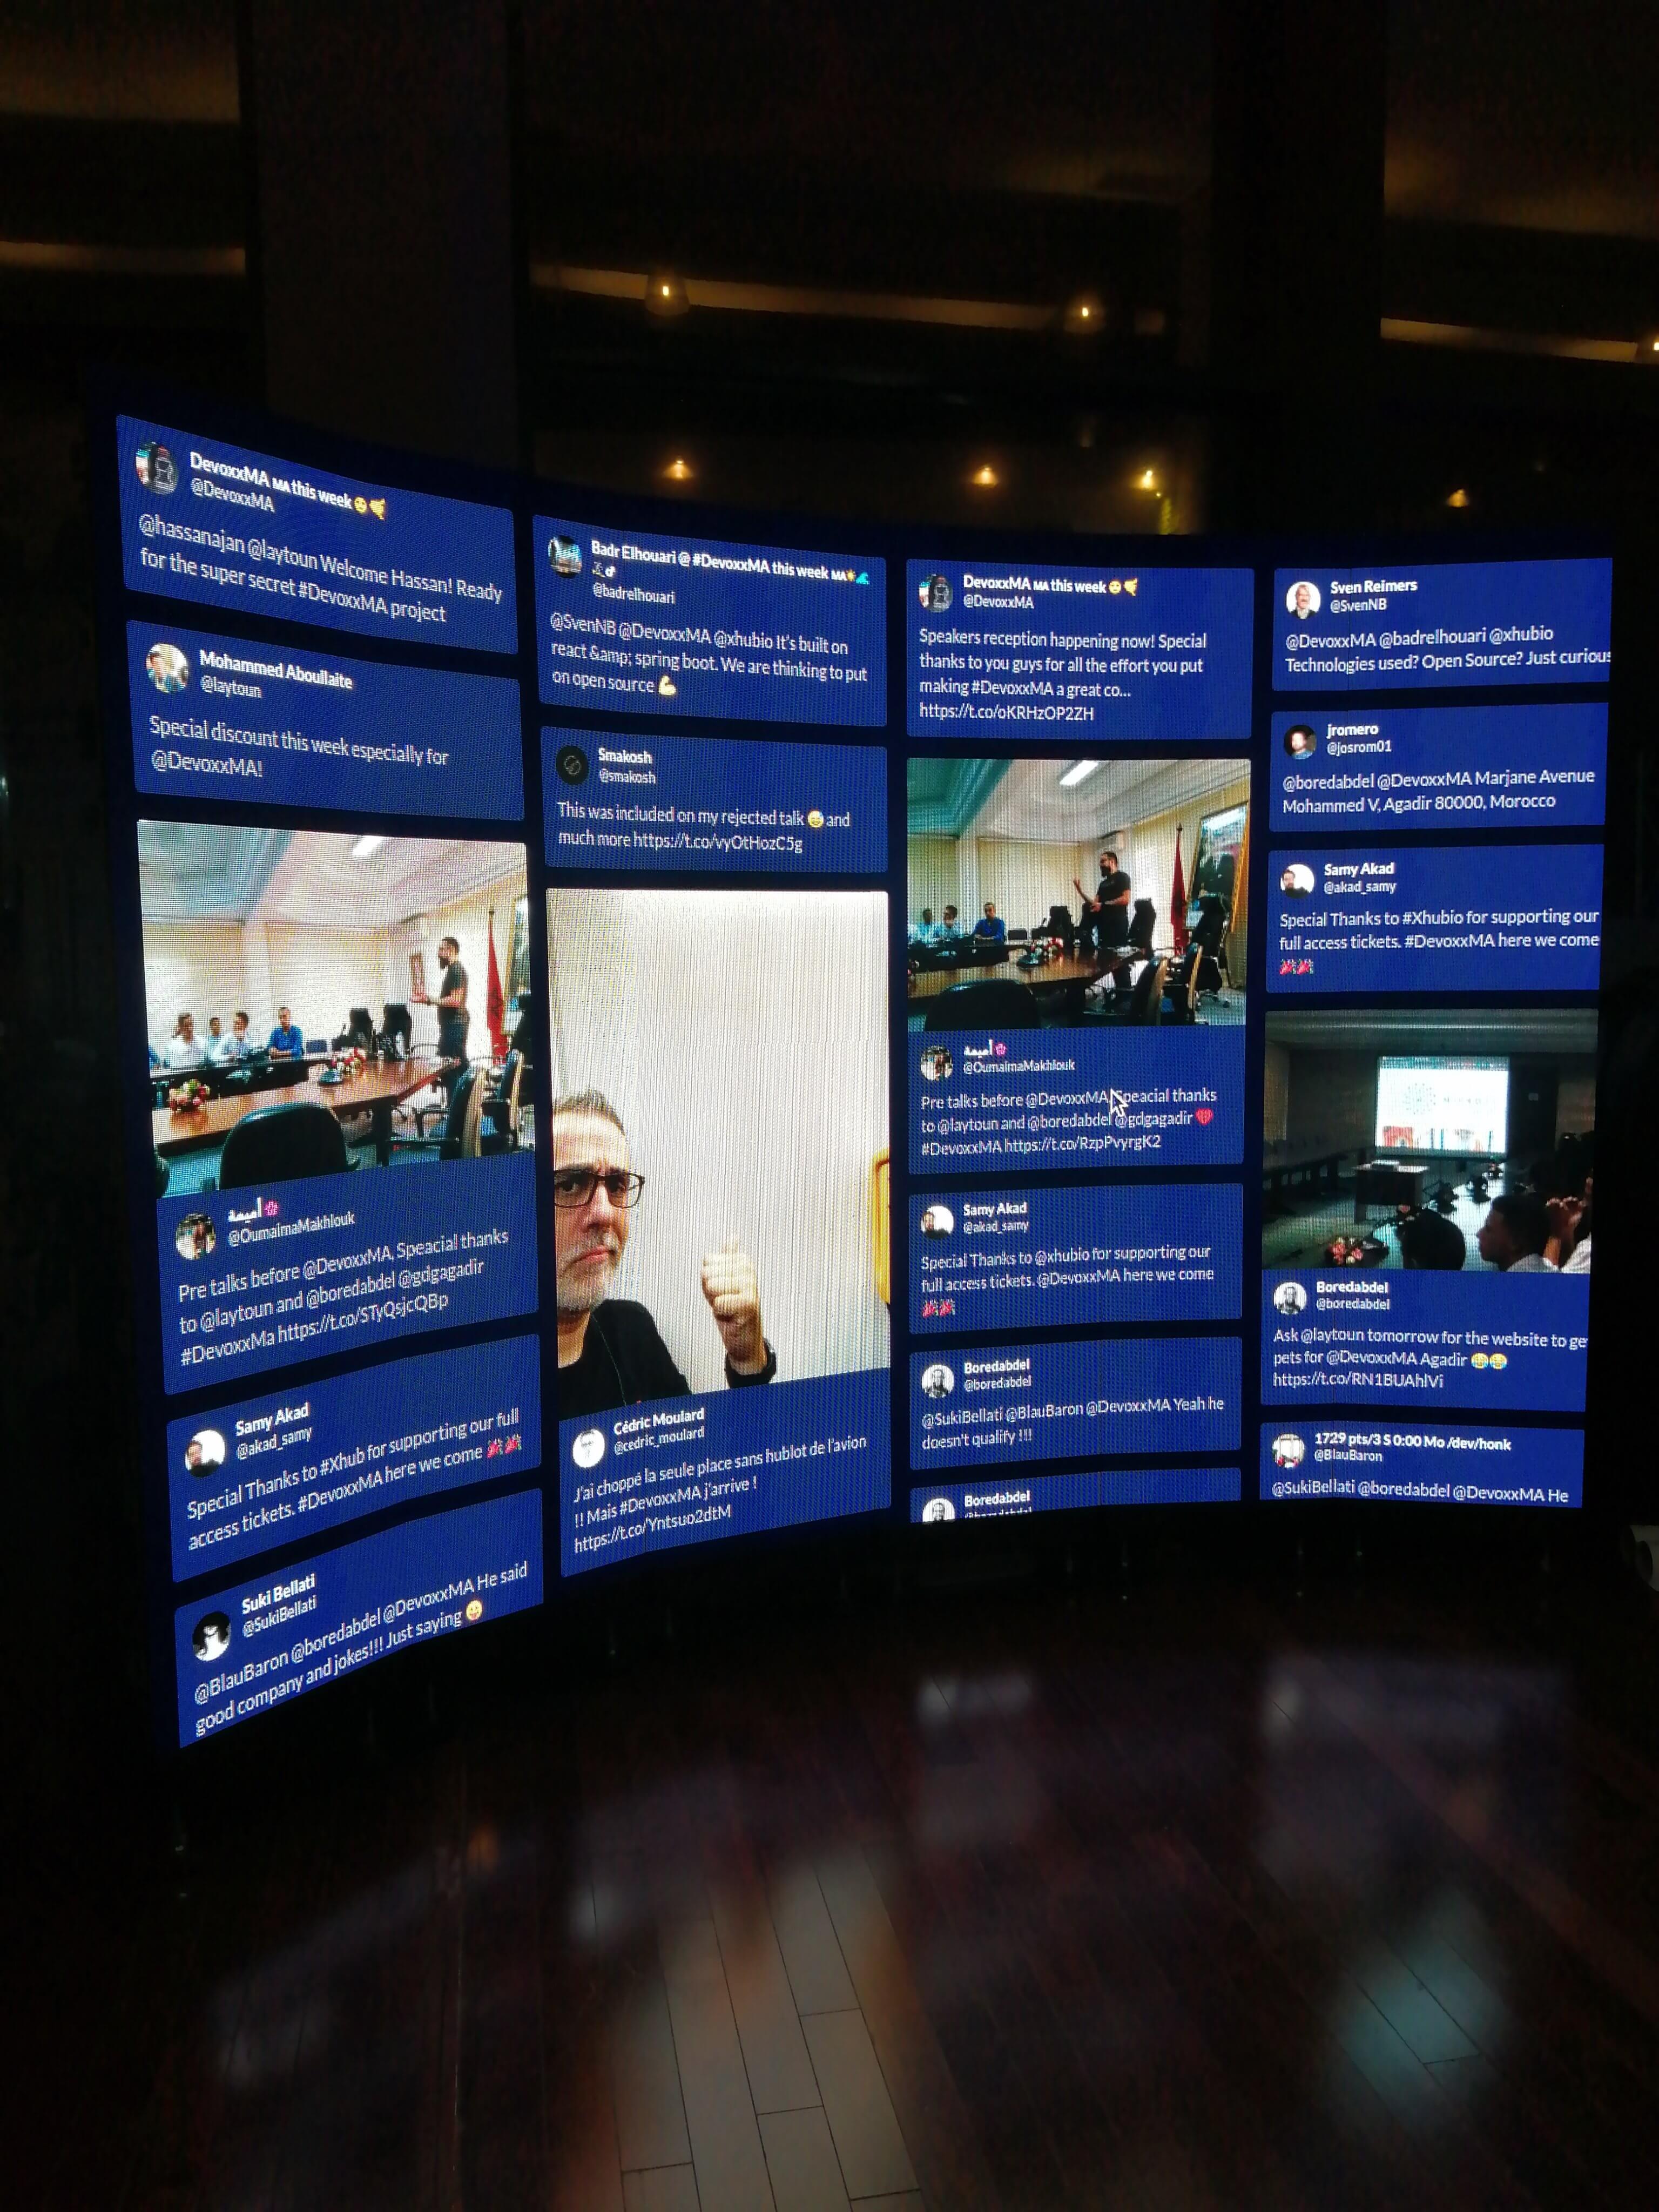 DevoxxMA MA this week 😊
@DevoxxMA
@hassanajan @laytoun Welcome Hassan! Ready
for the super secret #DevoxxMA project
Mohammed Aboullaite
@laytoun
Special discount this week especially for
@DevoxxMA!
أميمة🌸
@OumaimaMakhlouk
Pre talks before @DevoxxMA, Speacial thanks
to @laytoun and @boredabdel @gdgagadir
#DevoxxMa https://t.co/STyQsjcQBp
Samy Akad
@akad_samy
Special Thanks to #Xhub for supporting our full
access tickets. #DevoxxMA here we come 🎉🎉
Suki Bellati
@SukiBellati
@BlauBaron @boredabdel @DevoxxMA He said
good company and jokes!!! Just saying 😜
Badr Elhouari @ #DevoxxMA this week MA☀️🌊
@badrelhouari
@SvenNB @DevoxxMA @xhubio It's built on
react &amp; spring boot. We are thinking to put
on open source 💪
Smakosh
@smakosh
This was included on my rejected talk 😅 and
much more https://t.co/vyOtHozC5g
Cédric Moulard
@cedric_moulard
J'ai choppé la seule place sans hublot de l'avion
!! Mais #DevoxxMA j'arrive !
https://t.co/Yntsuo2dtM
DevoxxMA MA this week 😊
@DevoxxMA
Speakers reception happening now! Special
thanks to you guys for all the effort you put
making #DevoxxMA a great co...
https://t.co/oKRHzOP2ZH
أميمة🌸
@OumaimaMakhlouk
Pre talks before @DevoxxMA, Speacial thanks
to @laytoun and @boredabdel @gdgagadir ❤️
#DevoxxMA https://t.co/RzpPvyrgK2
Samy Akad
@akad_samy
Special Thanks to @xhubio for supporting our
full access tickets. @DevoxxMA here we come
🎉🎉
Boredabdel
@boredabdel
@SukiBellati @BlauBaron @DevoxxMA Yeah he
doesn't qualify !!!
Boredabdel
Sven Reimers
@SvenNB
@DevoxxMA @badrelhouari @xhubio
Technologies used? Open Source? Just curious
jromero
@josrom01
@boredabdel @DevoxxMA Marjane Avenue
Mohammed V, Agadir 80000, Morocco
Samy Akad
@akad_samy
Special Thanks to #Xhubio for supporting our
full access tickets. #DevoxxMA here we come
🎉🎉
Boredabdel
@boredabdel
Ask @laytoun tomorrow for the website to ge
pets for @DevoxxMA Agadir 😂😂
https://t.co/RN1BUAhlVi
1729 pts/3 S 0:00 Mo /dev/honk
@BlauBaron
@SukiBellati @boredabdel @DevoxxMA He